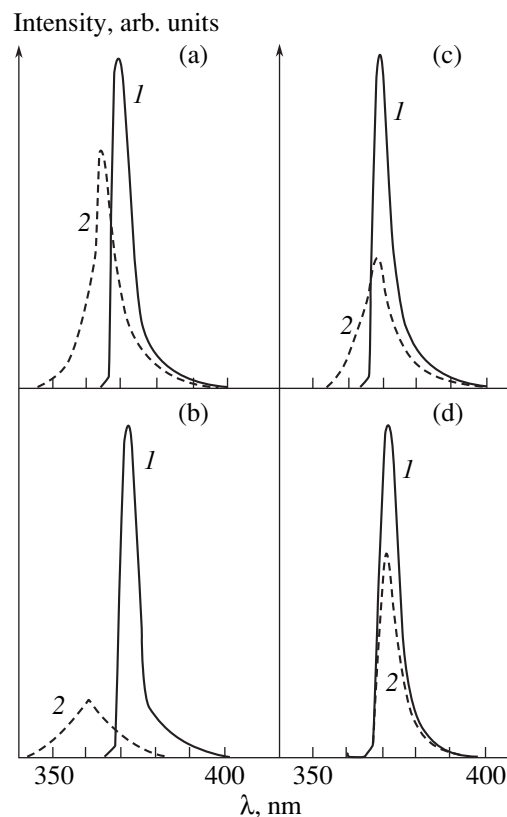 Intensity, arb. units
(a)
1
2
(c)
1
2
(b)
1
2
(d)
1
2
350 400 350 400
λ, nm